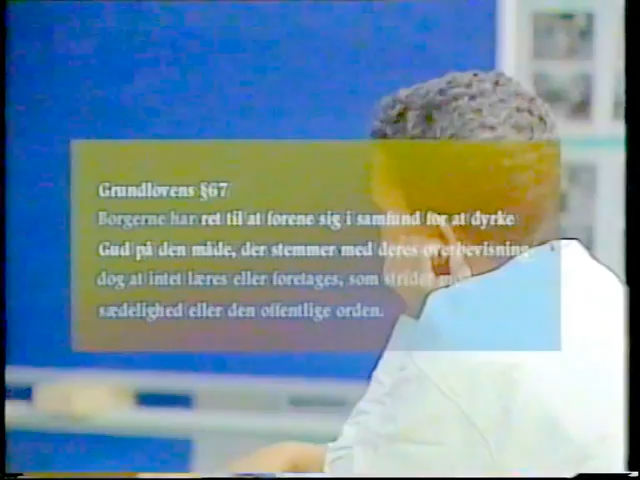 Grundlovens §67
Borgerne har ret til at forene sig i samfund for at dyrke
Gud på den måde, der stemmer med deres overbevisning,
dog at intet læres eller foretages, som strider mod
sædelighed eller den offentlige orden.